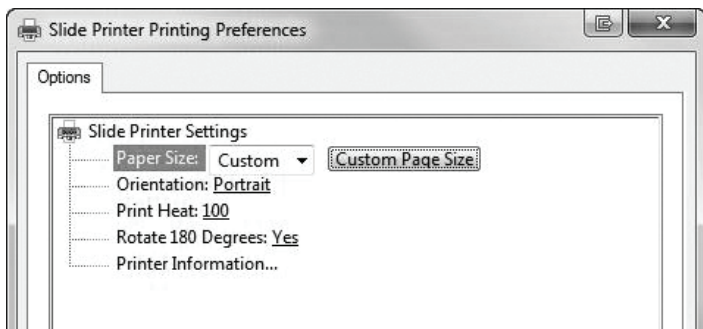 Slide Printer Printing Preferences
Options
Slide Printer Settings
Paper Size: Custom Custom Page Size
Orientation: Portrait
Print Heat: 100
Rotate 180 Degrees: Yes
Printer Information...